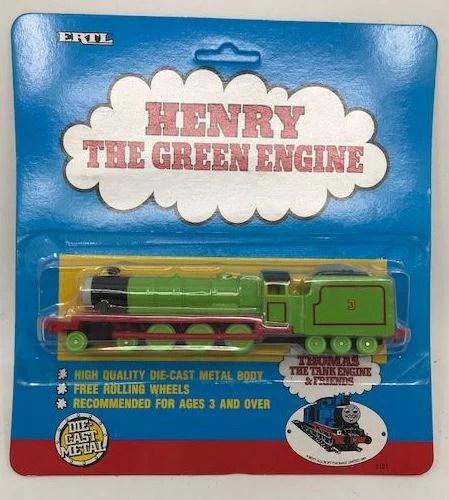 ERTL
HENRY
THE GREEN ENGINE
3
HIGH QUALITY DIE-CAST METAL BODY
FREE ROLLING WHEELS
RECOMMENDED FOR AGES 3 AND OVER
DIE
CAST
METAL
THOMAS
THE TANK ENGINE
& FRIENDS